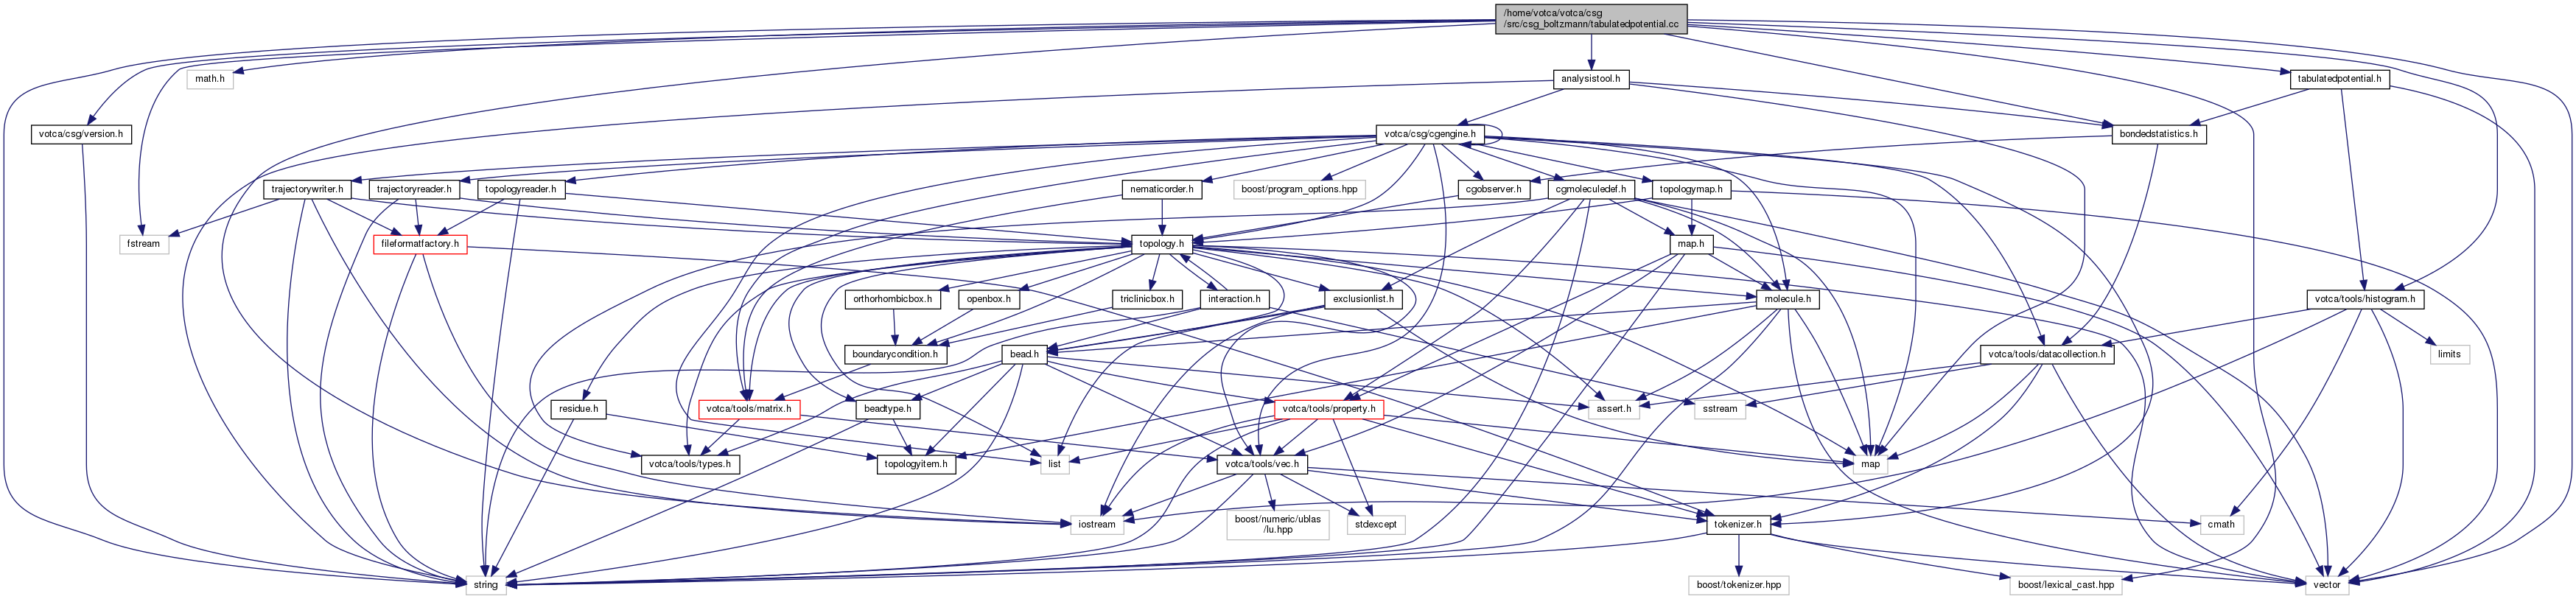 /home/votca/votca/csg
/src/csg_boltzmann/tabulatedpotential.cc
math.h
analysistool.h
tabulatedpotential.h
votca/csg/version.h
votca/csg/cgengine.h
bondedstatistics.h
trajectorywriter.h
trajectoryreader.h
topologyreader.h
nematicorder.h
boost/program_options.hpp
cgobserver.h
cgmoleculedef.h
topologymap.h
fstream
fileformatfactory.h
topology.h
map.h
orthorhombicbox.h
openbox.h
triclinicbox.h
interaction.h
exclusionlist.h
molecule.h
votca/tools/histogram.h
boundarycondition.h
bead.h
votca/tools/datacollection.h
limits
residue.h
votca/tools/matrix.h
beadtype.h
votca/tools/property.h
assert.h
sstream
votca/tools/types.h
topologyitem.h
list
votca/tools/vec.h
map
iostream
boost/numeric/ublas
/lu.hpp
stdexcept
tokenizer.h
cmath
string
boost/tokenizer.hpp
boost/lexical_cast.hpp
vector